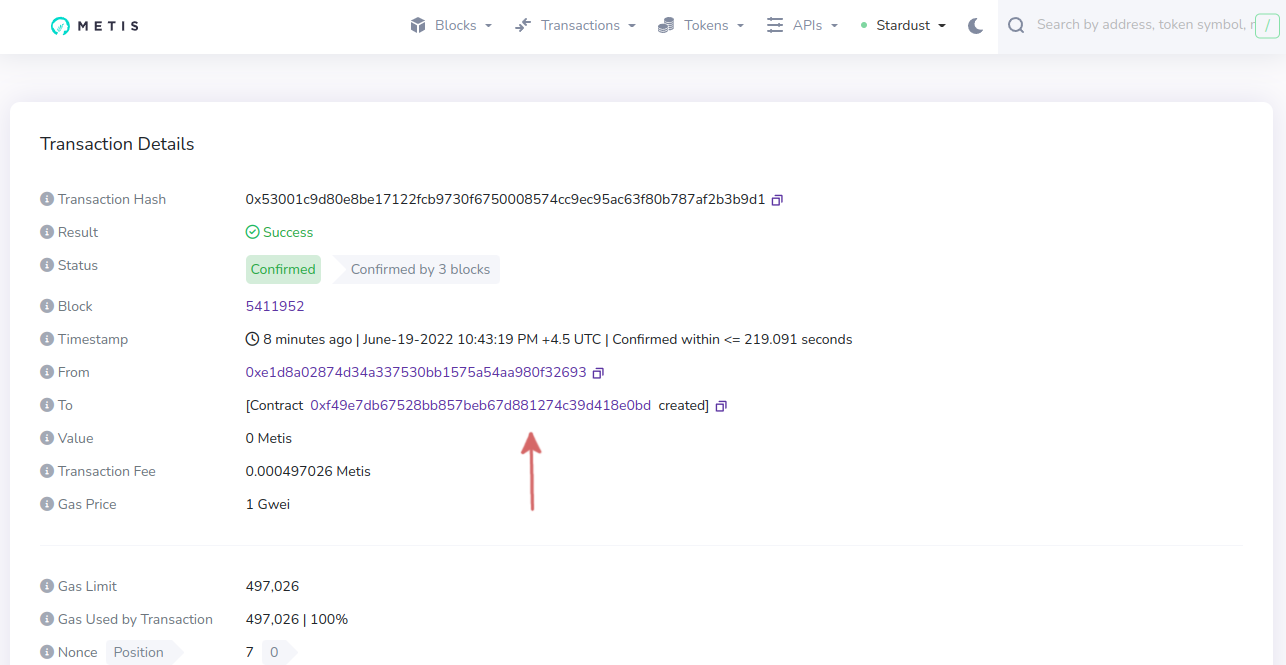 METIS Blocks Transactions Tokens APIs Stardust Search by address, token symbol, /
Transaction Details
Transaction Hash 0x53001c9d80e8be17122fcb9730f6750008574cc9ec95ac63f80b787af2b3b9d1
Result Success
Status Confirmed Confirmed by 3 blocks
Block 5411952
Timestamp 8 minutes ago | June-19-2022 10:43:19 PM +4.5 UTC | Confirmed within <= 219.091 seconds
From 0xe1d8a02874d34a337530bb1575a54aa980f32693
To [Contract 0xf49e7db67528bb857beb67d881274c39d418e0bd created]
Value 0 Metis
Transaction Fee 0.000497026 Metis
Gas Price 1 Gwei
Gas Limit 497,026
Gas Used by Transaction 497,026 | 100%
Nonce Position 7 0